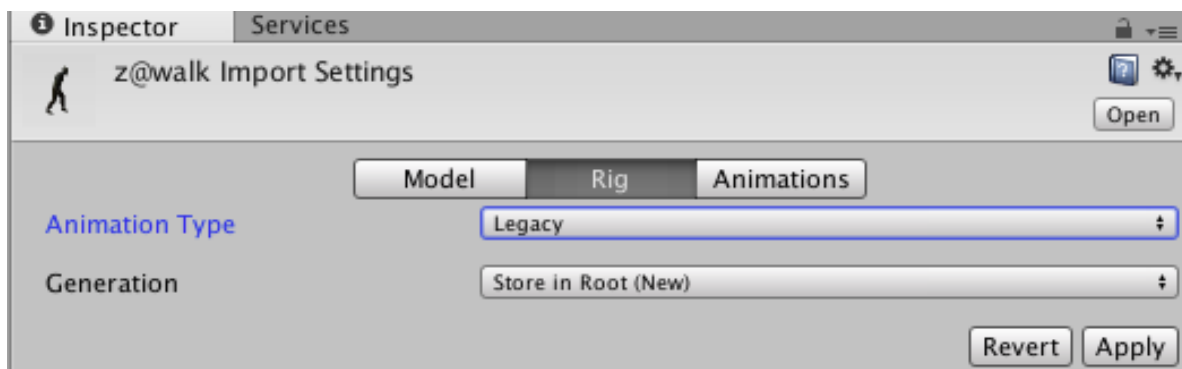 Inspector Services
z@walk Import Settings
Open
Model Rig Animations
Animation Type Legacy
Generation Store in Root (New)
Revert Apply